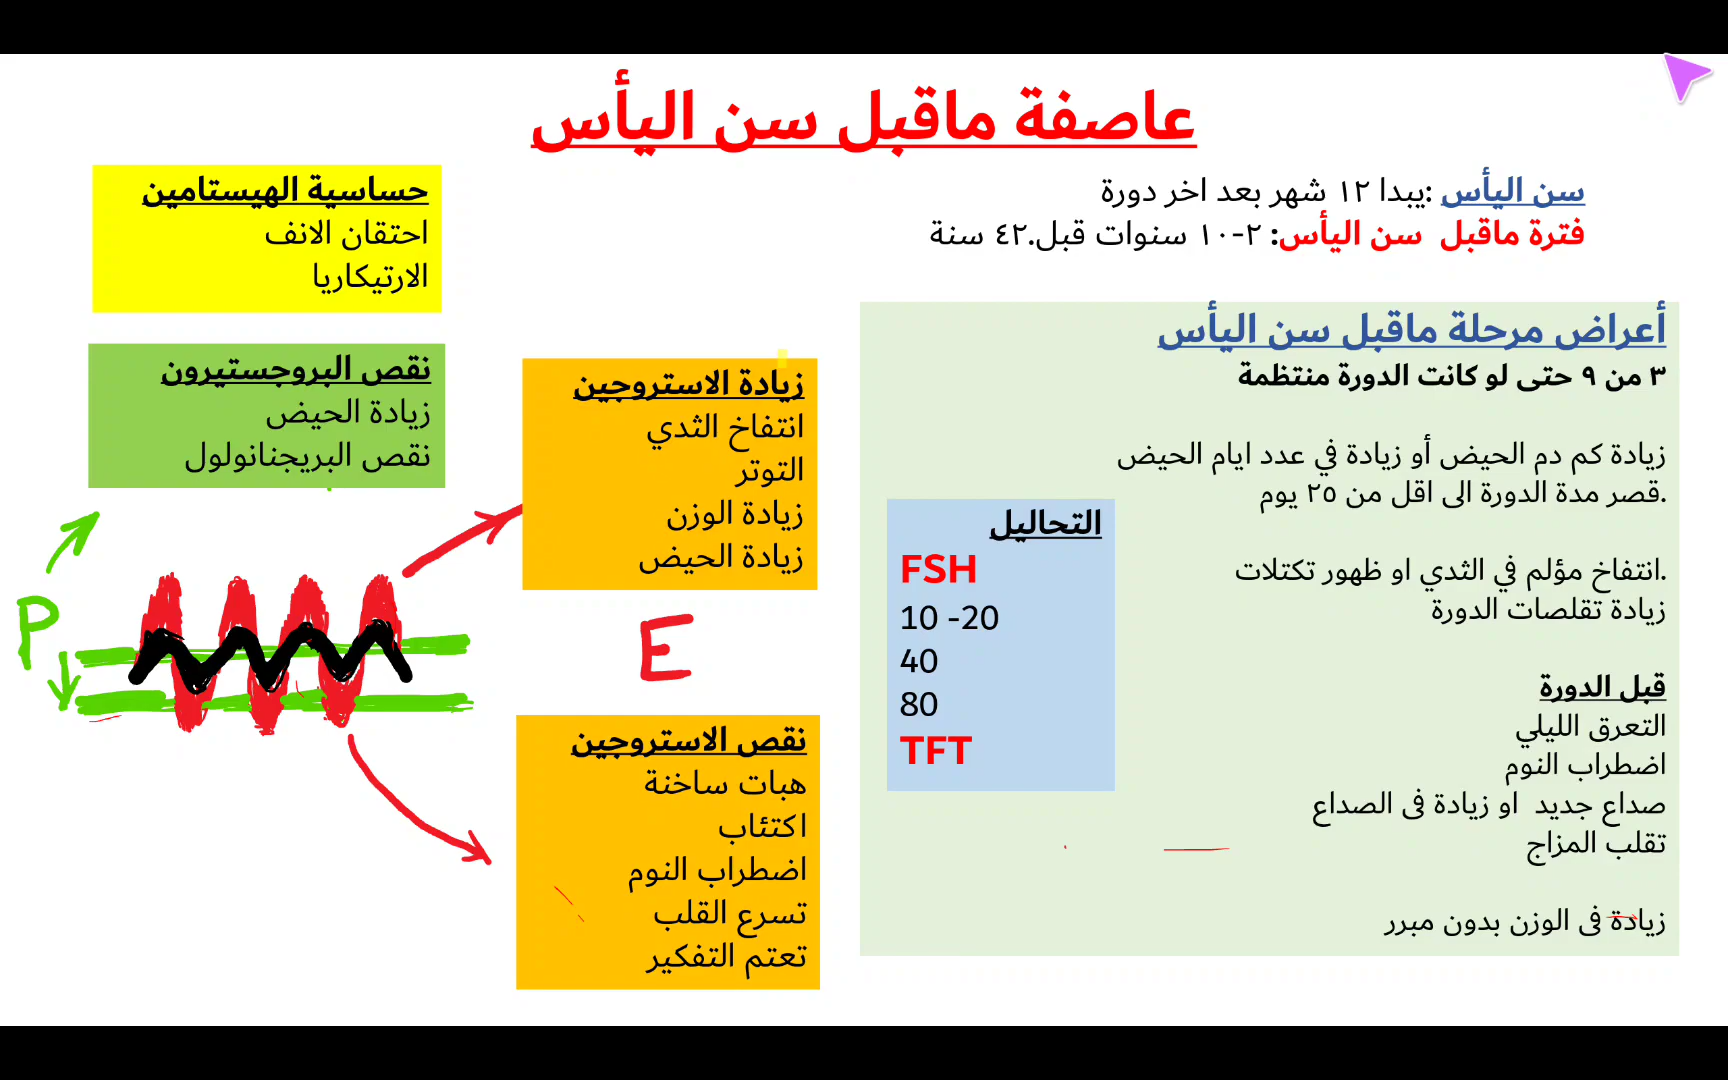 عاصفة ماقبل سن اليأس
سن اليأس :يبدا ١٢ شهر بعد اخر دورة
فترة ماقبل سن اليأس: ٢-١٠ سنوات قبل.٤٢ سنة
حساسية الهيستامين
احتقان الانف
الارتيكاريا
نقص البروجستيرون
زيادة الحيض
نقص البريجنانولول
زيادة الاستروجين
انتفاخ الثدي
التوتر
زيادة الوزن
زيادة الحيض
P
E
نقص الاستروجين
هبات ساخنة
اكتئاب
اضطراب النوم
تسرع القلب
تعتم التفكير
أعراض مرحلة ماقبل سن اليأس
٣ من ٩ حتى لو كانت الدورة منتظمة
زيادة كم دم الحيض أو زيادة في عدد ايام الحيض
.قصر مدة الدورة الى اقل من ٢٥ يوم
.انتفاخ مؤلم في الثدي او ظهور تكتلات
زيادة تقلصات الدورة
قبل الدورة
التعرق الليلي
اضطراب النوم
صداع جديد او زيادة فى الصداع
تقلب المزاج
زيادة فى الوزن بدون مبرر
التحاليل
FSH
10 -20
40
80
TFT